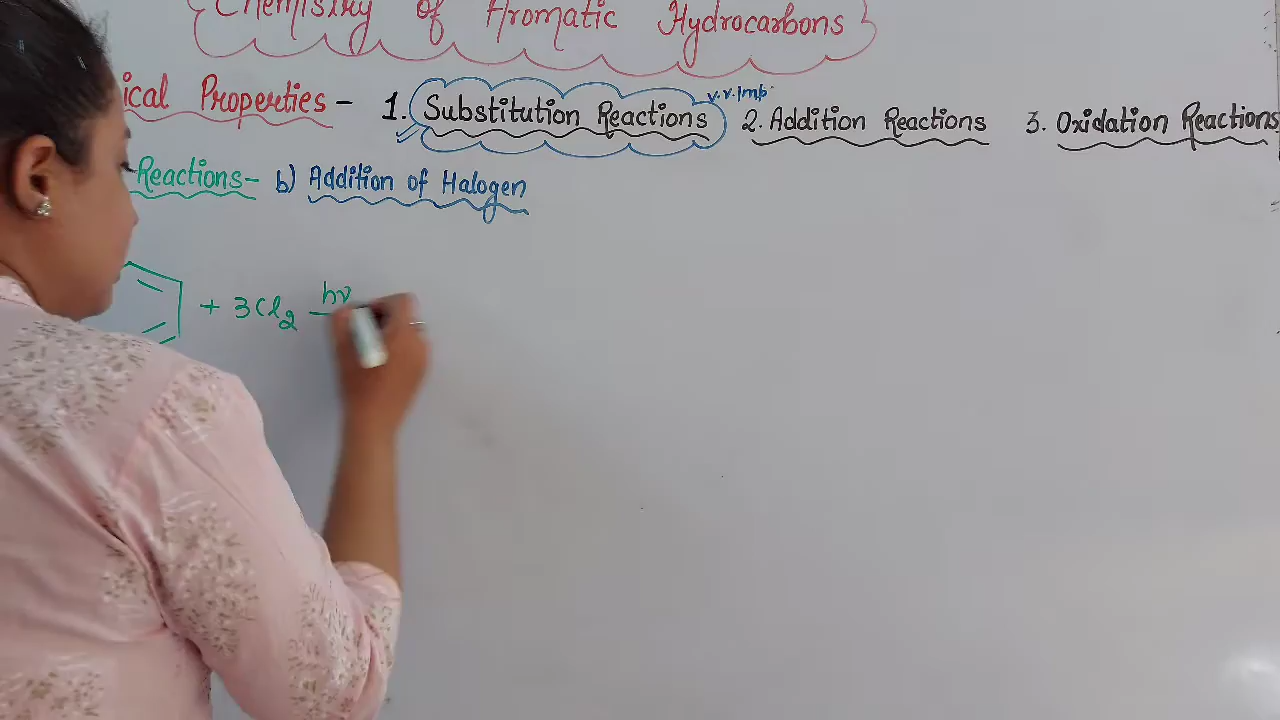 Chemistry of Aromatic Hydrocarbons
ical Properties - 1. Substitution Reactions v.v.Imp. 2. Addition Reactions 3. Oxidation Reactions
Reactions- b) Addition of Halogen
+ 3Cl2 hν